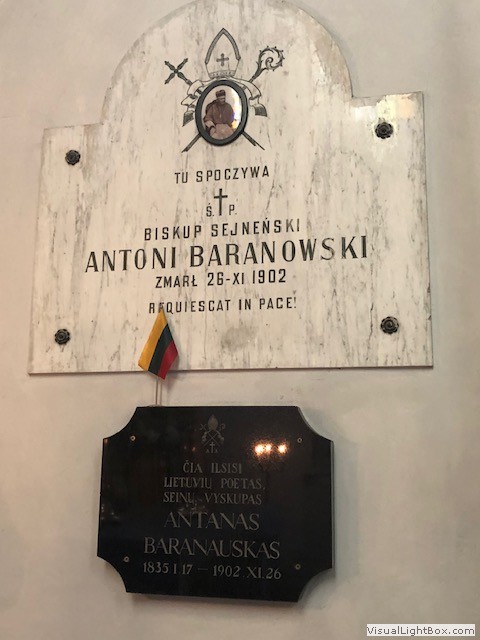 TU SPOCZYWA
Ś. P.
BISKUP SEJNEŃSKI
ANTONI BARANOWSKI
ZMARŁ 26-XI 1902
REQUIESCAT IN PACE!
ČIA ILSISI
LIETUVIŲ POETAS,
SEINŲ VYSKUPAS
ANTANAS
BARANAUSKAS
1835 I 17 — 1902.XI.26
VisualLightBox.com